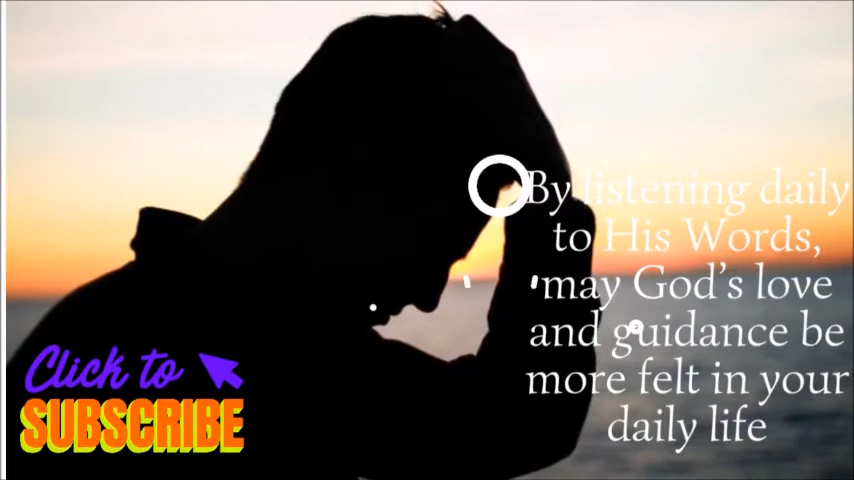 By listening daily
to His Words,
may God's love
and guidance be
more felt in your
daily life
Click to
SUBSCRIBE